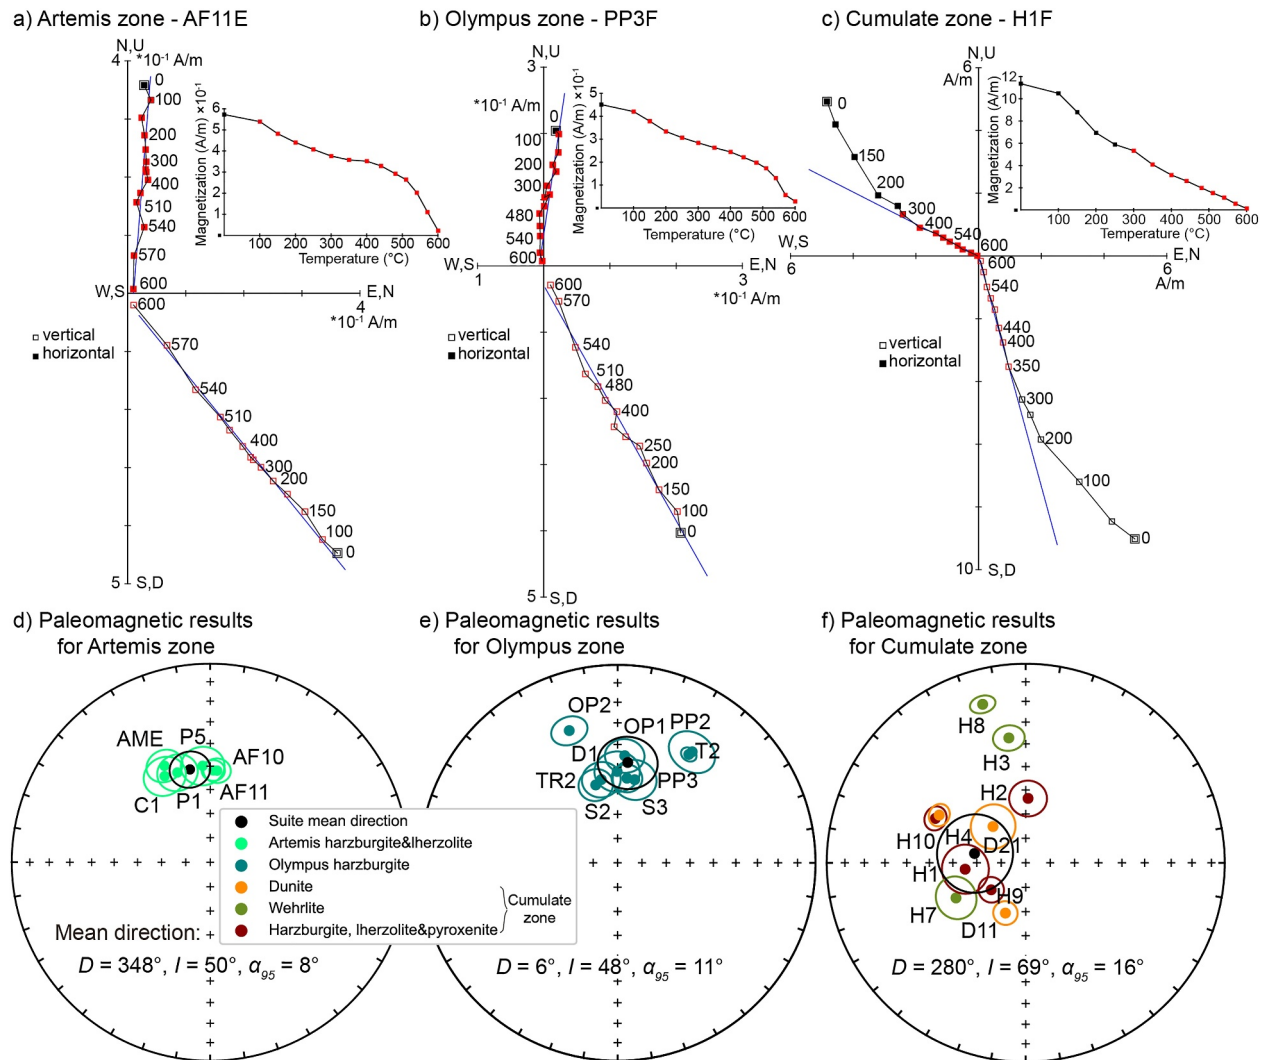 a) Artemis zone - AF11E
N,U
4
*10⁻¹ A/m
0
100
200
300
400
510
540
570
600
W,S
E,N
4
*10⁻¹ A/m
600
570
540
510
400
300
200
150
100
0
vertical
horizontal
5
S,D
Magnetization (A/m) ×10⁻¹
6
5
4
3
2
1
100 200 300 400 500 600
Temperature (°C)
b) Olympus zone - PP3F
N,U
3
*10⁻¹ A/m
0
100
200
300
480
540
600
W,S
1
E,N
3
*10⁻¹ A/m
600
570
540
510
480
400
250
200
150
100
0
vertical
horizontal
5
S,D
Magnetization (A/m) ×10⁻¹
5
4
3
2
1
100 200 300 400 500 600
Temperature (°C)
c) Cumulate zone - H1F
N,U
6
A/m
0
150
200
300
400
540
600
W,S
6
E,N
6
A/m
600
540
440
400
350
300
200
100
0
vertical
horizontal
10
S,D
Magnetization (A/m)
12
10
8
6
4
2
100 200 300 400 500 600
Temperature (°C)
d) Paleomagnetic results
for Artemis zone
AME
P5
AF10
AF11
P1
C1
Mean direction:
D = 348°, I = 50°, α₉₅ = 8°
e) Paleomagnetic results
for Olympus zone
OP2
OP1
PP2
D1
T2
TR2
PP3
S2
S3
D = 6°, I = 48°, α₉₅ = 11°
f) Paleomagnetic results
for Cumulate zone
H8
H3
H2
H10
H4
D21
H1
H9
H7
D11
D = 280°, I = 69°, α₉₅ = 16°
Suite mean direction
Artemis harzburgite&lherzolite
Olympus harzburgite
Dunite
Wehrlite
Harzburgite, lherzolite&pyroxenite
Cumulate
zone